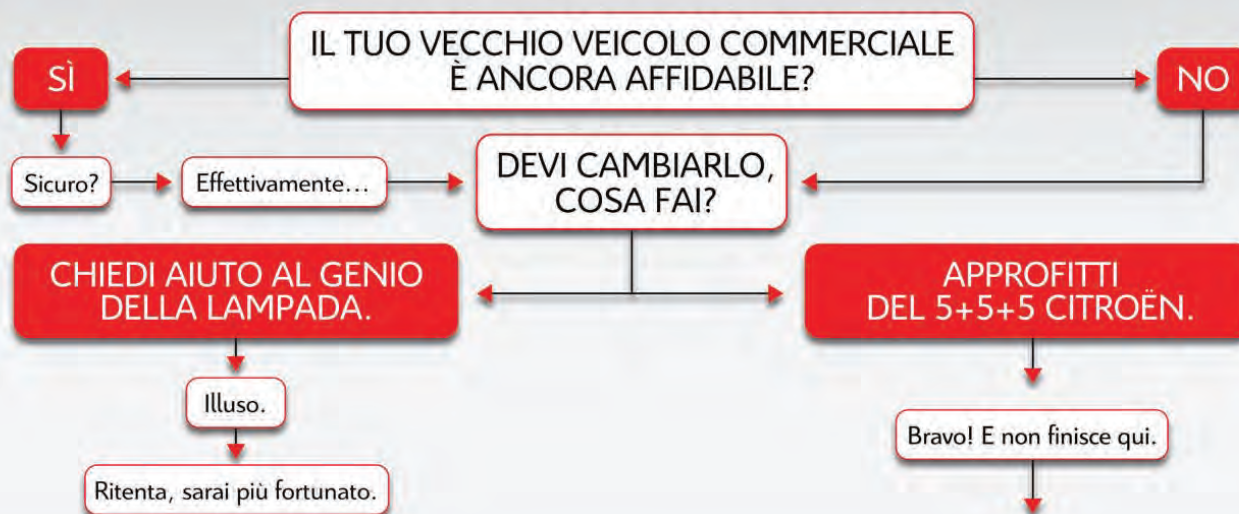 IL TUO VECCHIO VEICOLO COMMERCIALE
È ANCORA AFFIDABILE?
SÌ
NO
Sicuro?
Effettivamente...
DEVI CAMBIARLO,
COSA FAI?
CHIEDI AIUTO AL GENIO
DELLA LAMPADA.
APPROFITTI
DEL 5+5+5 CITROËN.
Illuso.
Bravo! E non finisce qui.
Ritenta, sarai più fortunato.